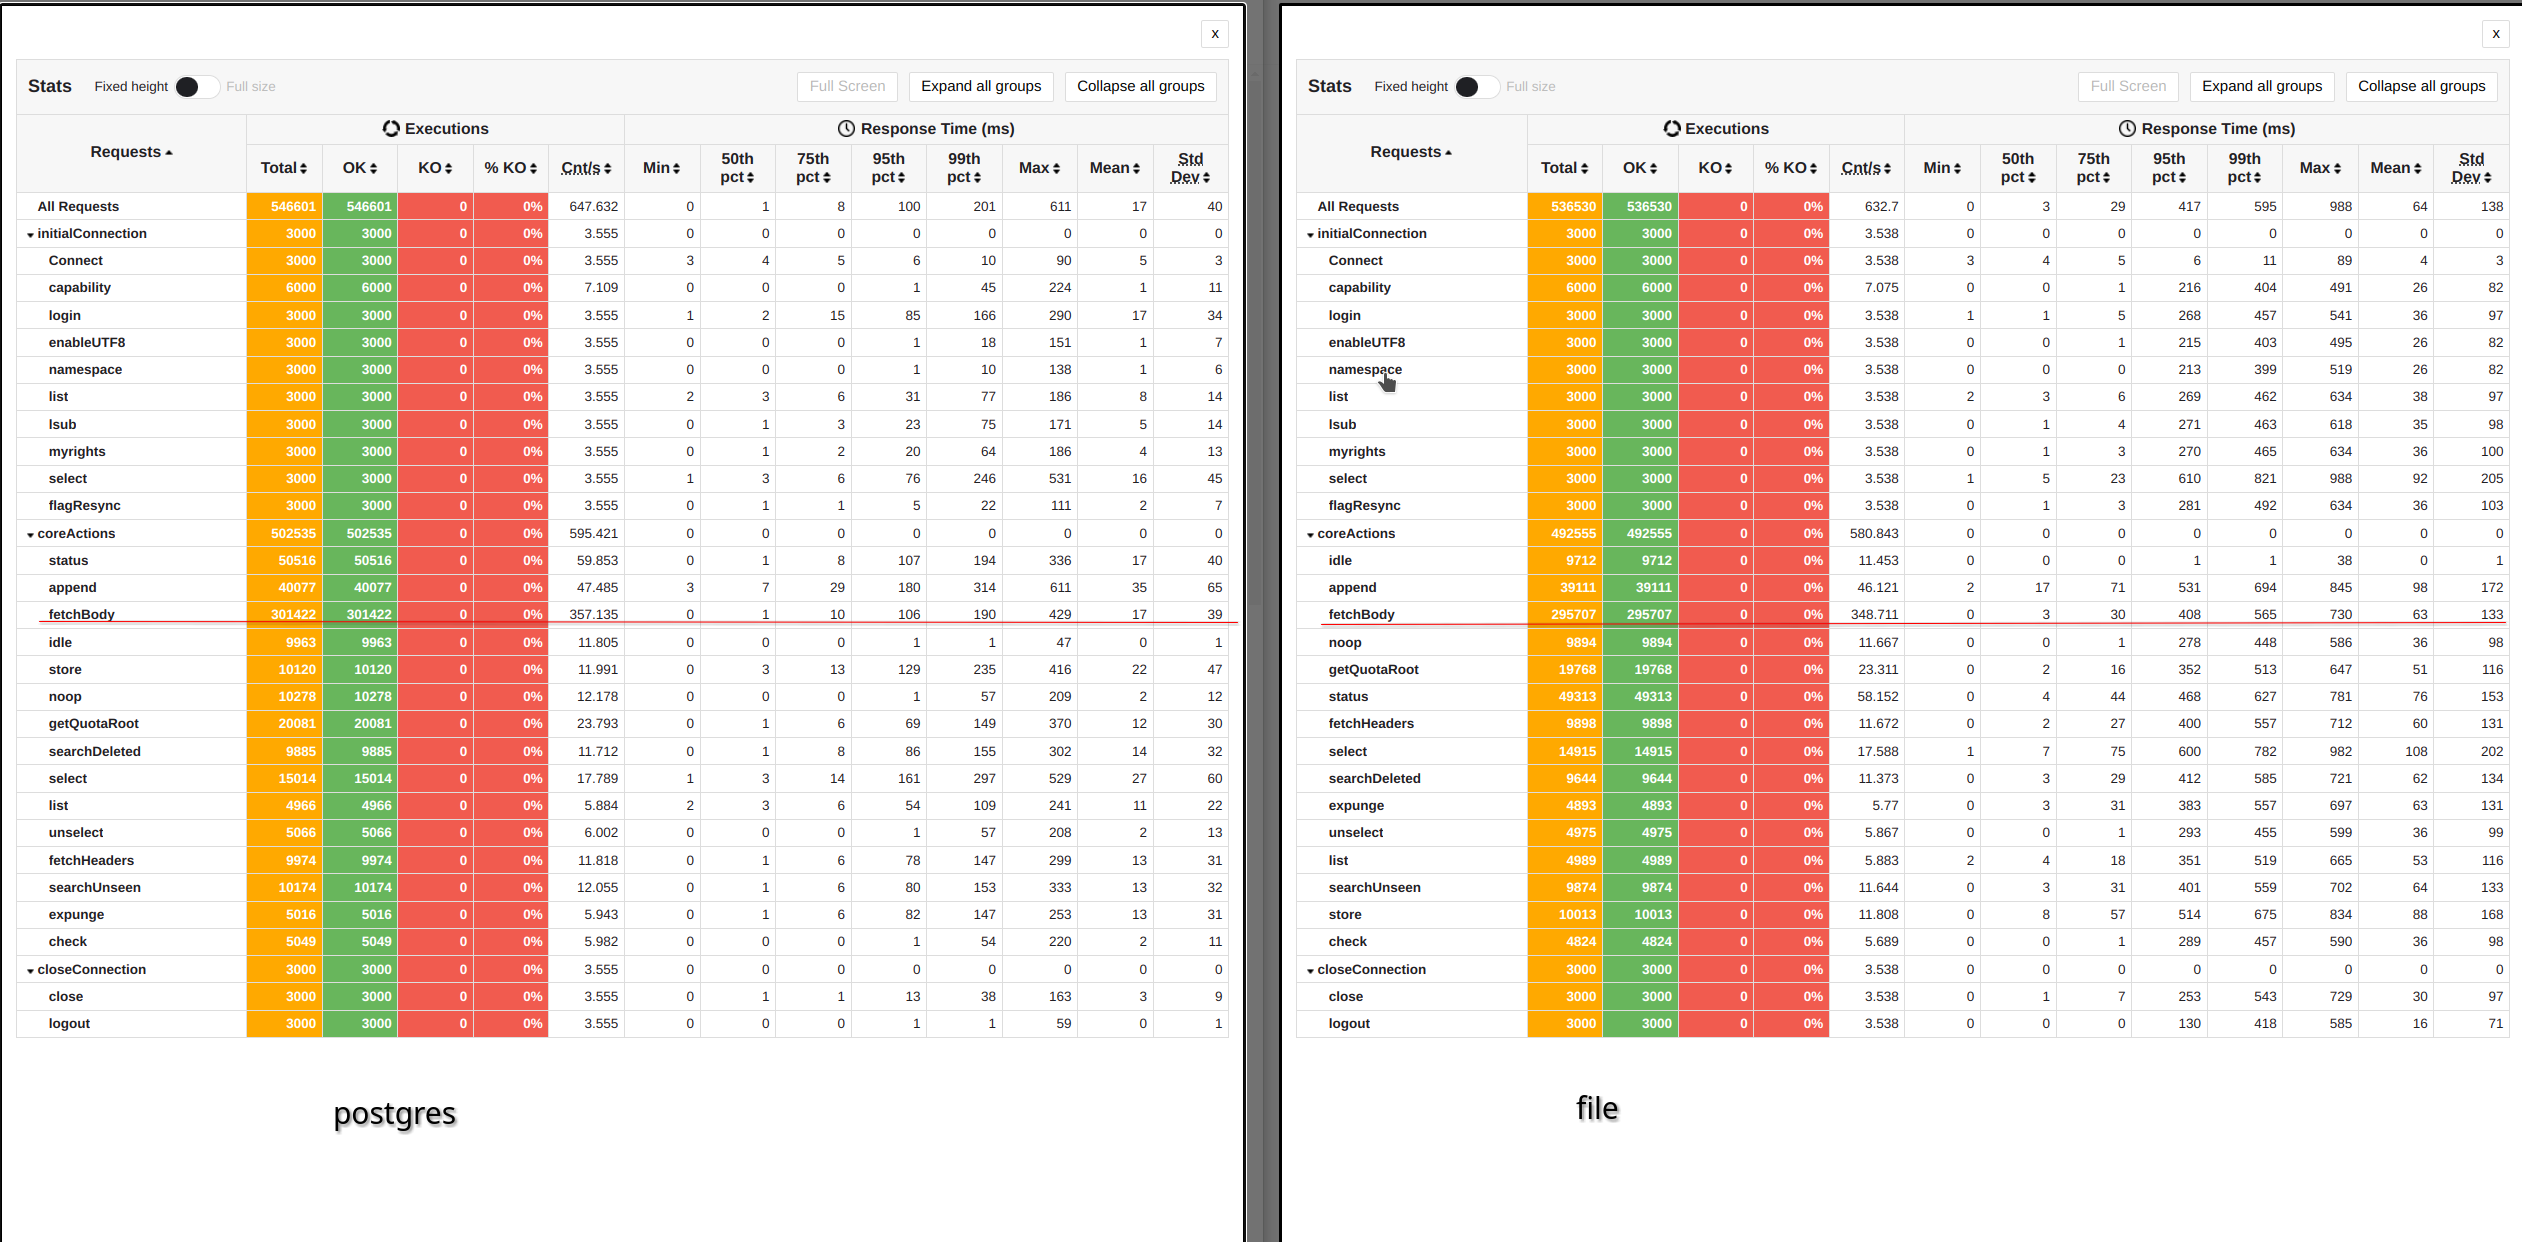 x
Stats Fixed height Full size Full Screen Expand all groups Collapse all groups
Requests Executions Response Time (ms)
Total OK KO % KO Cnt/s Min 50th pct 75th pct 95th pct 99th pct Max Mean Std Dev
All Requests 546601 546601 0 0% 647.632 0 1 8 100 201 611 17 40
initialConnection 3000 3000 0 0% 3.555 0 0 0 0 0 0 0 0
Connect 3000 3000 0 0% 3.555 3 4 5 6 10 90 5 3
capability 6000 6000 0 0% 7.109 0 0 0 1 45 224 1 11
login 3000 3000 0 0% 3.555 1 2 15 85 166 290 17 34
enableUTF8 3000 3000 0 0% 3.555 0 0 0 1 18 151 1 7
namespace 3000 3000 0 0% 3.555 0 0 0 1 10 138 1 6
list 3000 3000 0 0% 3.555 2 3 6 31 77 186 8 14
lsub 3000 3000 0 0% 3.555 0 1 3 23 75 171 5 14
myrights 3000 3000 0 0% 3.555 0 1 2 20 64 186 4 13
select 3000 3000 0 0% 3.555 1 3 6 76 246 531 16 45
flagResync 3000 3000 0 0% 3.555 0 1 1 5 22 111 2 7
coreActions 502535 502535 0 0% 595.421 0 0 0 0 0 0 0 0
status 50516 50516 0 0% 59.853 0 1 8 107 194 336 17 40
append 40077 40077 0 0% 47.485 3 7 29 180 314 611 35 65
fetchBody 301422 301422 0 0% 357.135 0 1 10 106 190 429 17 39
idle 9963 9963 0 0% 11.805 0 0 0 1 1 47 0 1
store 10120 10120 0 0% 11.991 0 3 13 129 235 416 22 47
noop 10278 10278 0 0% 12.178 0 0 0 1 57 209 2 12
getQuotaRoot 20081 20081 0 0% 23.793 0 1 6 69 149 370 12 30
searchDeleted 9885 9885 0 0% 11.712 0 1 8 86 155 302 14 32
select 15014 15014 0 0% 17.789 1 3 14 161 297 529 27 60
list 4966 4966 0 0% 5.884 2 3 6 54 109 241 11 22
unselect 5066 5066 0 0% 6.002 0 0 0 1 57 208 2 13
fetchHeaders 9974 9974 0 0% 11.818 0 1 6 78 147 299 13 31
searchUnseen 10174 10174 0 0% 12.055 0 1 6 80 153 333 13 32
expunge 5016 5016 0 0% 5.943 0 1 6 82 147 253 13 31
check 5049 5049 0 0% 5.982 0 0 0 1 54 220 2 11
closeConnection 3000 3000 0 0% 3.555 0 0 0 0 0 0 0 0
close 3000 3000 0 0% 3.555 0 1 1 13 38 163 3 9
logout 3000 3000 0 0% 3.555 0 0 0 1 1 59 0 1
postgres
x
Stats Fixed height Full size Full Screen Expand all groups Collapse all groups
Requests Executions Response Time (ms)
Total OK KO % KO Cnt/s Min 50th pct 75th pct 95th pct 99th pct Max Mean Std Dev
All Requests 536530 536530 0 0% 632.7 0 3 29 417 595 988 64 138
initialConnection 3000 3000 0 0% 3.538 0 0 0 0 0 0 0 0
Connect 3000 3000 0 0% 3.538 3 4 5 6 11 89 4 3
capability 6000 6000 0 0% 7.075 0 0 1 216 404 491 26 82
login 3000 3000 0 0% 3.538 1 1 5 268 457 541 36 97
enableUTF8 3000 3000 0 0% 3.538 0 0 1 215 403 495 26 82
namespace 3000 3000 0 0% 3.538 0 0 0 213 399 519 26 82
list 3000 3000 0 0% 3.538 2 3 6 269 462 634 38 97
lsub 3000 3000 0 0% 3.538 0 1 4 271 463 618 35 98
myrights 3000 3000 0 0% 3.538 0 1 3 270 465 634 36 100
select 3000 3000 0 0% 3.538 1 5 23 610 821 988 92 205
flagResync 3000 3000 0 0% 3.538 0 1 3 281 492 634 36 103
coreActions 492555 492555 0 0% 580.843 0 0 0 0 0 0 0 0
idle 9712 9712 0 0% 11.453 0 0 0 1 1 38 0 1
append 39111 39111 0 0% 46.121 2 17 71 531 694 845 98 172
fetchBody 295707 295707 0 0% 348.711 0 3 30 408 565 730 63 133
noop 9894 9894 0 0% 11.667 0 0 1 278 448 586 36 98
getQuotaRoot 19768 19768 0 0% 23.311 0 2 16 352 513 647 51 116
status 49313 49313 0 0% 58.152 0 4 44 468 627 781 76 153
fetchHeaders 9898 9898 0 0% 11.672 0 2 27 400 557 712 60 131
select 14915 14915 0 0% 17.588 1 7 75 600 782 982 108 202
searchDeleted 9644 9644 0 0% 11.373 0 3 29 412 585 721 62 134
expunge 4893 4893 0 0% 5.77 0 3 31 383 557 697 63 131
unselect 4975 4975 0 0% 5.867 0 0 1 293 455 599 36 99
list 4989 4989 0 0% 5.883 2 4 18 351 519 665 53 116
searchUnseen 9874 9874 0 0% 11.644 0 3 31 401 559 702 64 133
store 10013 10013 0 0% 11.808 0 8 57 514 675 834 88 168
check 4824 4824 0 0% 5.689 0 0 1 289 457 590 36 98
closeConnection 3000 3000 0 0% 3.538 0 0 0 0 0 0 0 0
close 3000 3000 0 0% 3.538 0 1 7 253 543 729 30 97
logout 3000 3000 0 0% 3.538 0 0 0 130 418 585 16 71
file